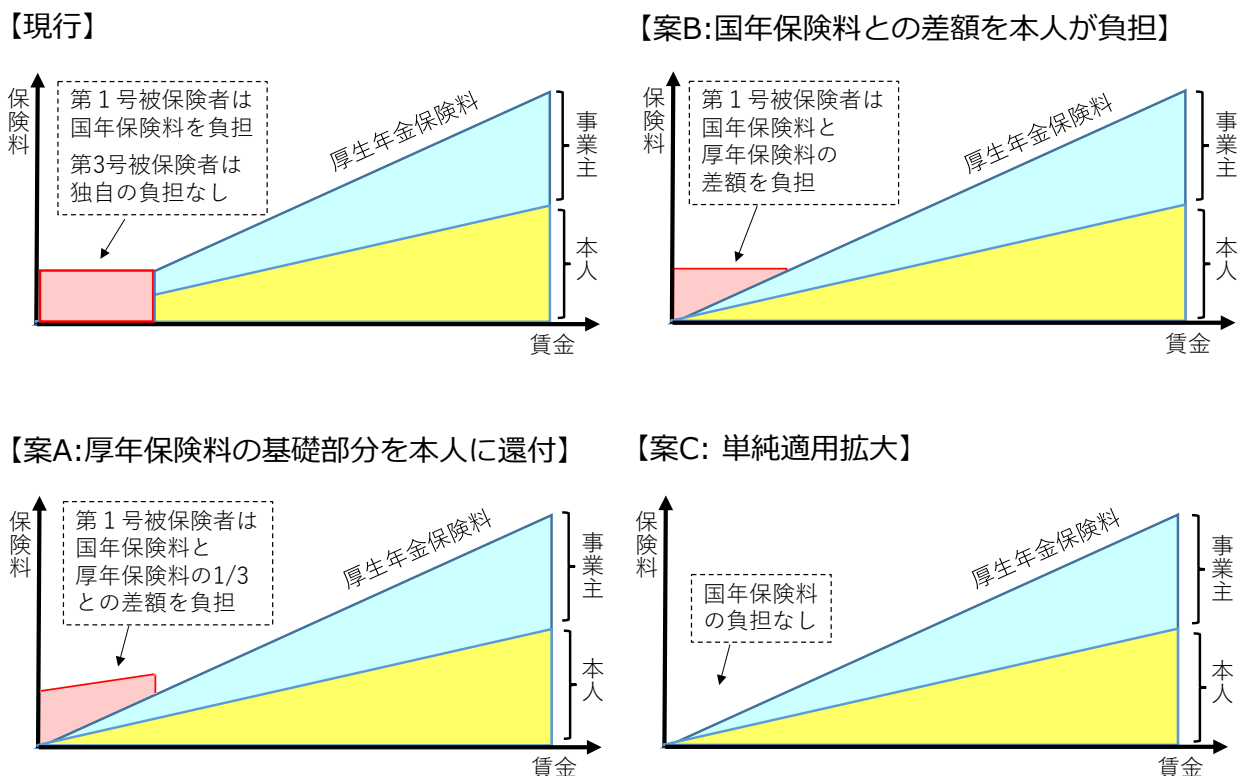 【現行】
保険料
第１号被保険者は
国年保険料を負担
第3号被保険者は
独自の負担なし
厚生年金保険料
事業主
本人
賃金
【案B:国年保険料との差額を本人が負担】
保険料
第１号被保険者は
国年保険料と
厚年保険料の
差額を負担
厚生年金保険料
事業主
本人
賃金
【案A:厚年保険料の基礎部分を本人に還付】
保険料
第１号被保険者は
国年保険料と
厚年保険料の1/3
との差額を負担
厚生年金保険料
事業主
本人
賃金
【案C: 単純適用拡大】
保険料
国年保険料
の負担なし
厚生年金保険料
事業主
本人
賃金